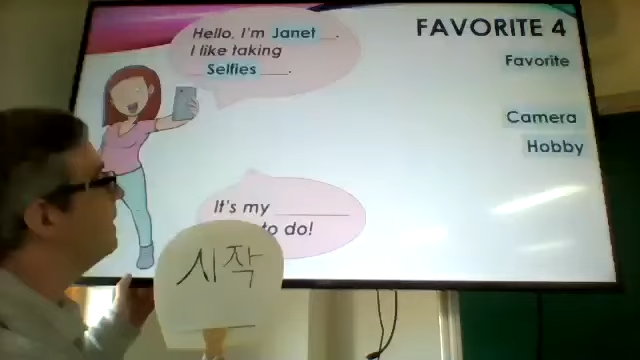 FAVORITE 4
Hello, I'm Janet __.
I like taking
__ Selfies ___.
Favorite
Camera
Hobby
It's my ________
to do!
시작